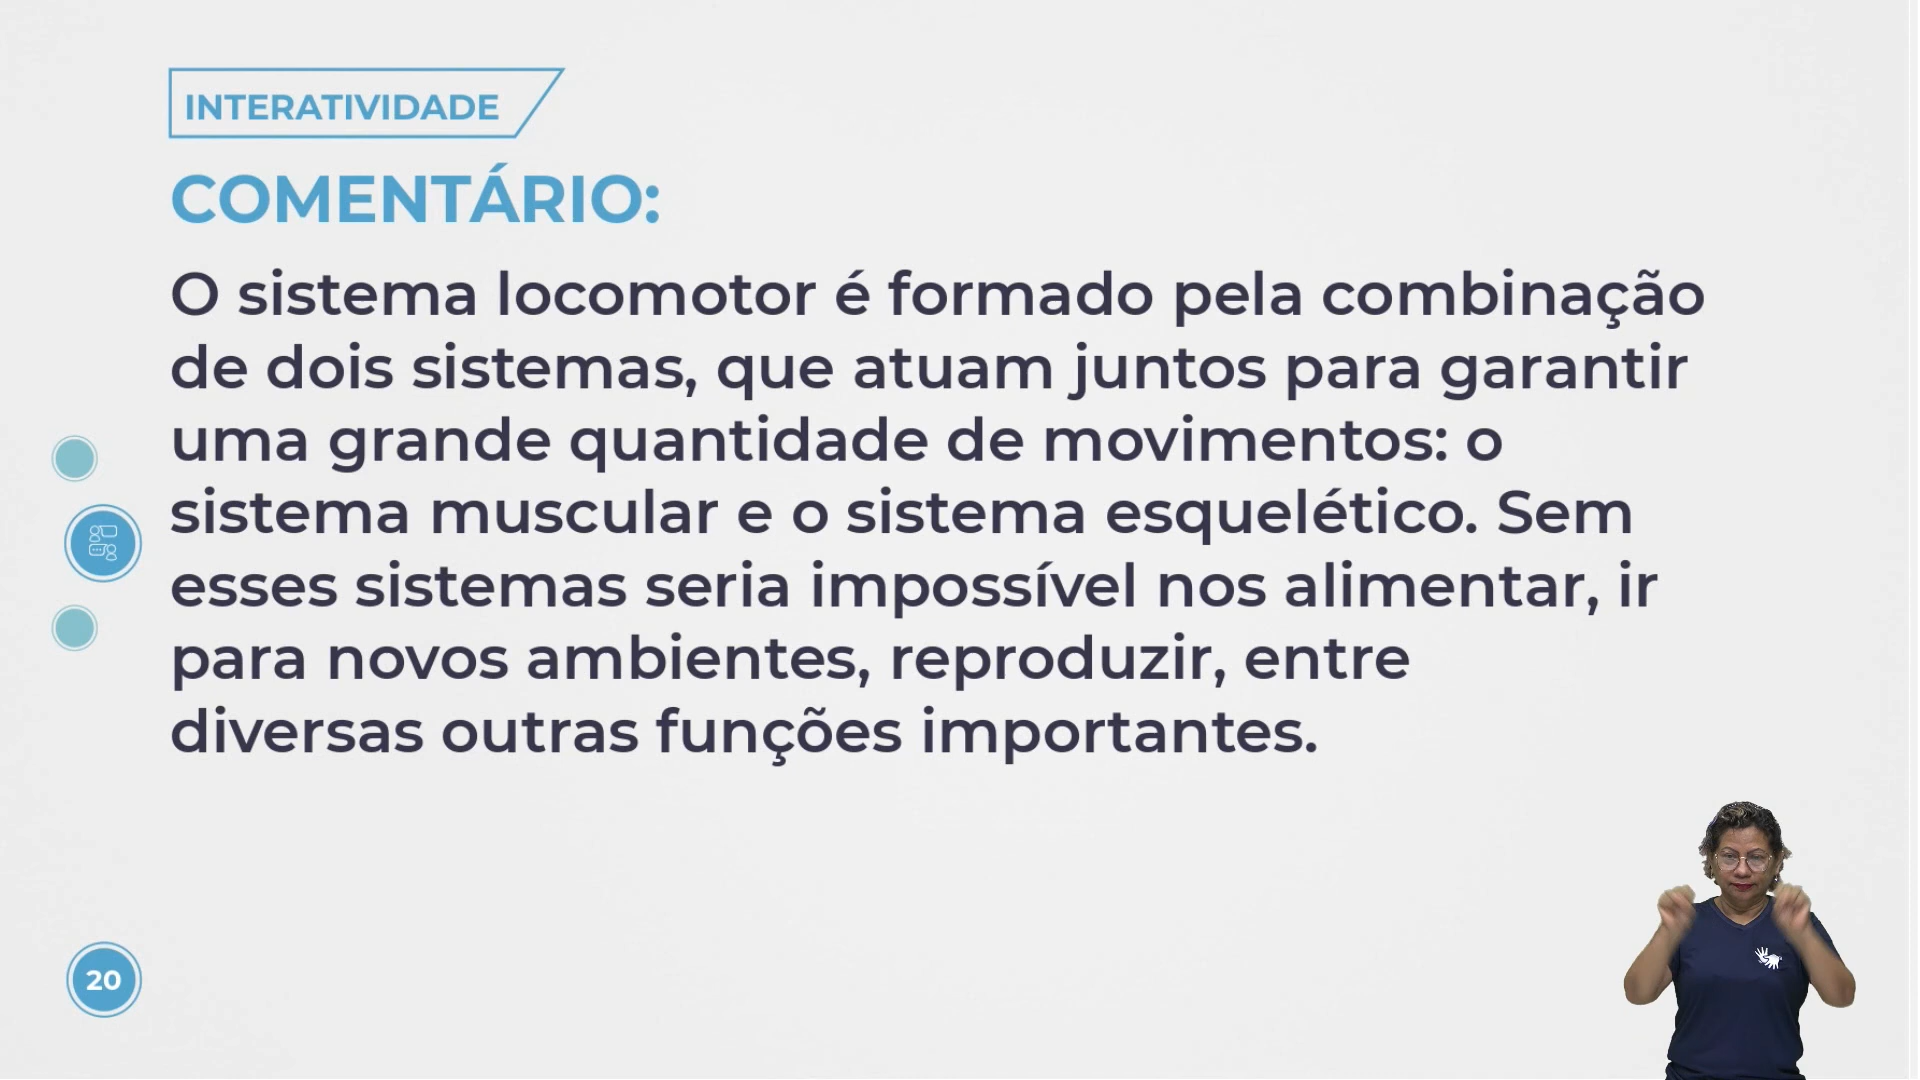 INTERATIVIDADE
COMENTÁRIO:
O sistema locomotor é formado pela combinação
de dois sistemas, que atuam juntos para garantir
uma grande quantidade de movimentos: o
sistema muscular e o sistema esquelético. Sem
esses sistemas seria impossível nos alimentar, ir
para novos ambientes, reproduzir, entre
diversas outras funções importantes.
20